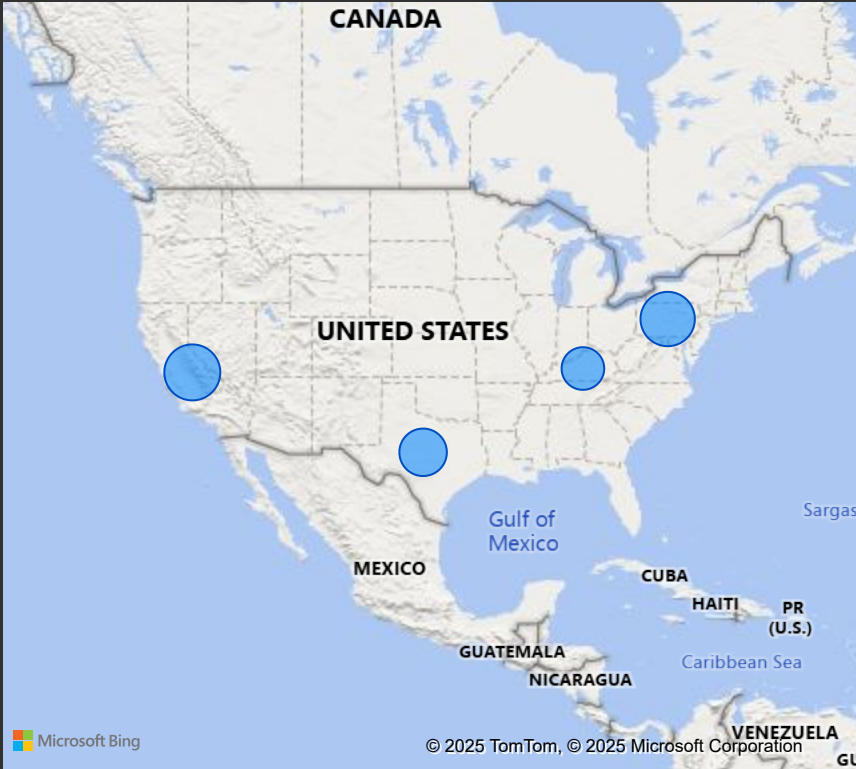 CANADA
UNITED STATES
Gulf of
Mexico
Sargas
MEXICO
CUBA
HAITI
PR
(U.S.)
GUATEMALA
Caribbean Sea
NICARAGUA
VENEZUELA
Microsoft Bing
© 2025 TomTom, © 2025 Microsoft Corporation
GU